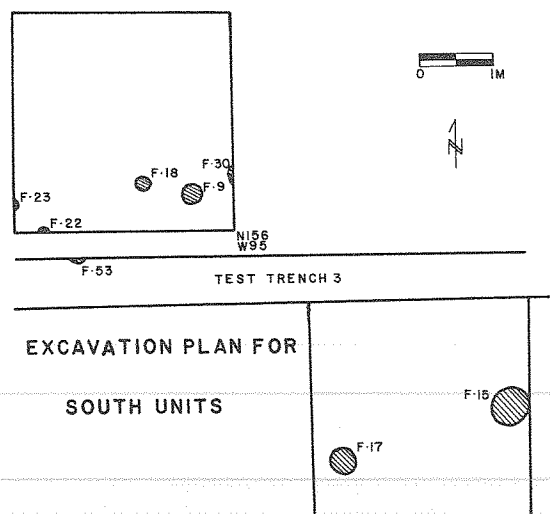 0 1M
N
F-30
F-18
F-9
F-23
F-22
N156
W95
F-53
TEST TRENCH 3
EXCAVATION PLAN FOR
SOUTH UNITS
F-15
F-17